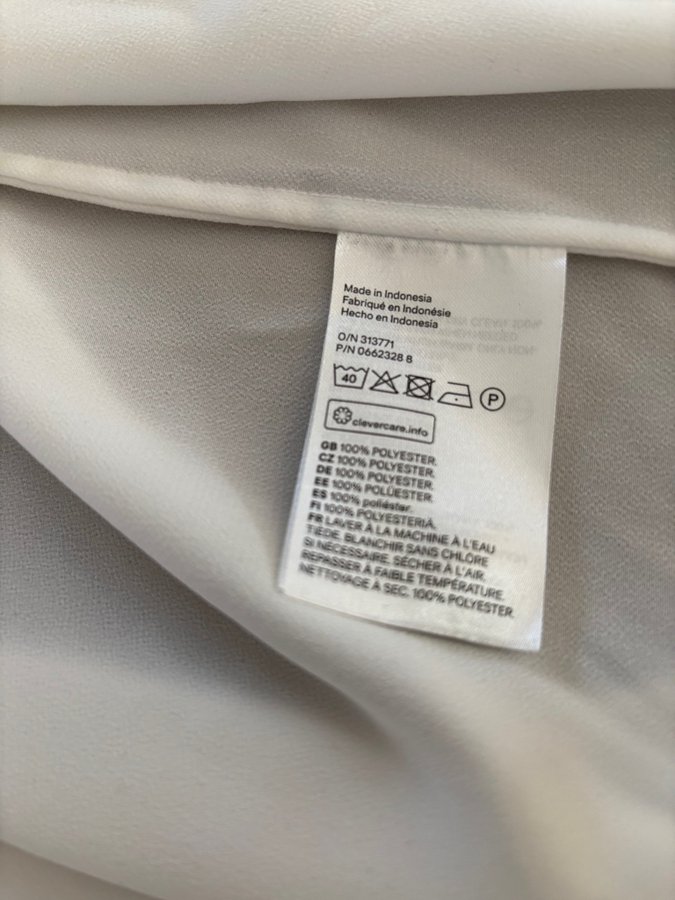 Made in Indonesia
Fabriqué en Indonésie
Hecho en Indonesia
O/N 313771
P/N 0662328 8
40 P
clevercare.info
GB 100% POLYESTER.
CZ 100% POLYESTER.
DE 100% POLYESTER.
EE 100% POLÜESTER.
ES 100% poliéster.
FI 100% POLYESTERIÄ.
FR LAVER À LA MACHINE À L'EAU
TIÈDE. BLANCHIR SANS CHLORE
SI NÉCESSAIRE. SÉCHER À L'AIR.
REPASSER À FAIBLE TEMPÉRATURE.
NETTOYAGE À SEC. 100% POLYESTER.